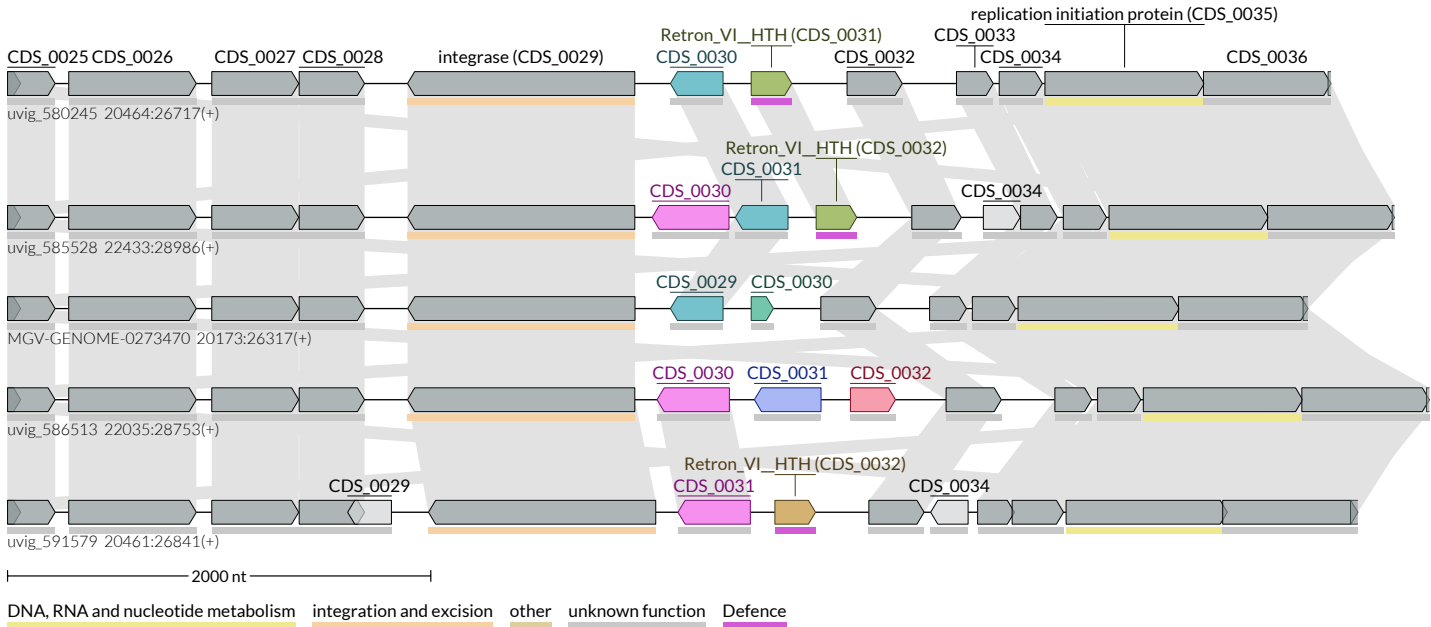 replication initiation protein (CDS_0035)
Retron_VI__HTH (CDS_0031) CDS_0033
CDS_0025 CDS_0026 CDS_0027 CDS_0028 integrase (CDS_0029) CDS_0030 CDS_0032 CDS_0034 CDS_0036
uvig_580245 20464:26717(+)
Retron_VI__HTH (CDS_0032)
CDS_0031
CDS_0030 CDS_0034
uvig_585528 22433:28986(+)
CDS_0029 CDS_0030
MGV-GENOME-0273470 20173:26317(+)
CDS_0030 CDS_0031 CDS_0032
uvig_586513 22035:28753(+)
Retron_VI__HTH (CDS_0032)
CDS_0029 CDS_0031 CDS_0034
uvig_591579 20461:26841(+)
2000 nt
DNA, RNA and nucleotide metabolism integration and excision other unknown function Defence